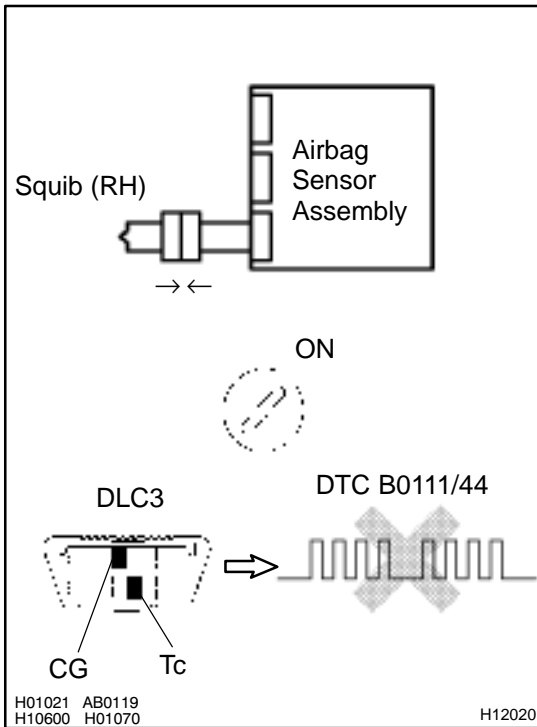 Airbag
Sensor
Assembly
Squib (RH)
ON
DLC3
DTC B0111/44
CG
Tc
H01021 AB0119
H10600 H01070
H12020